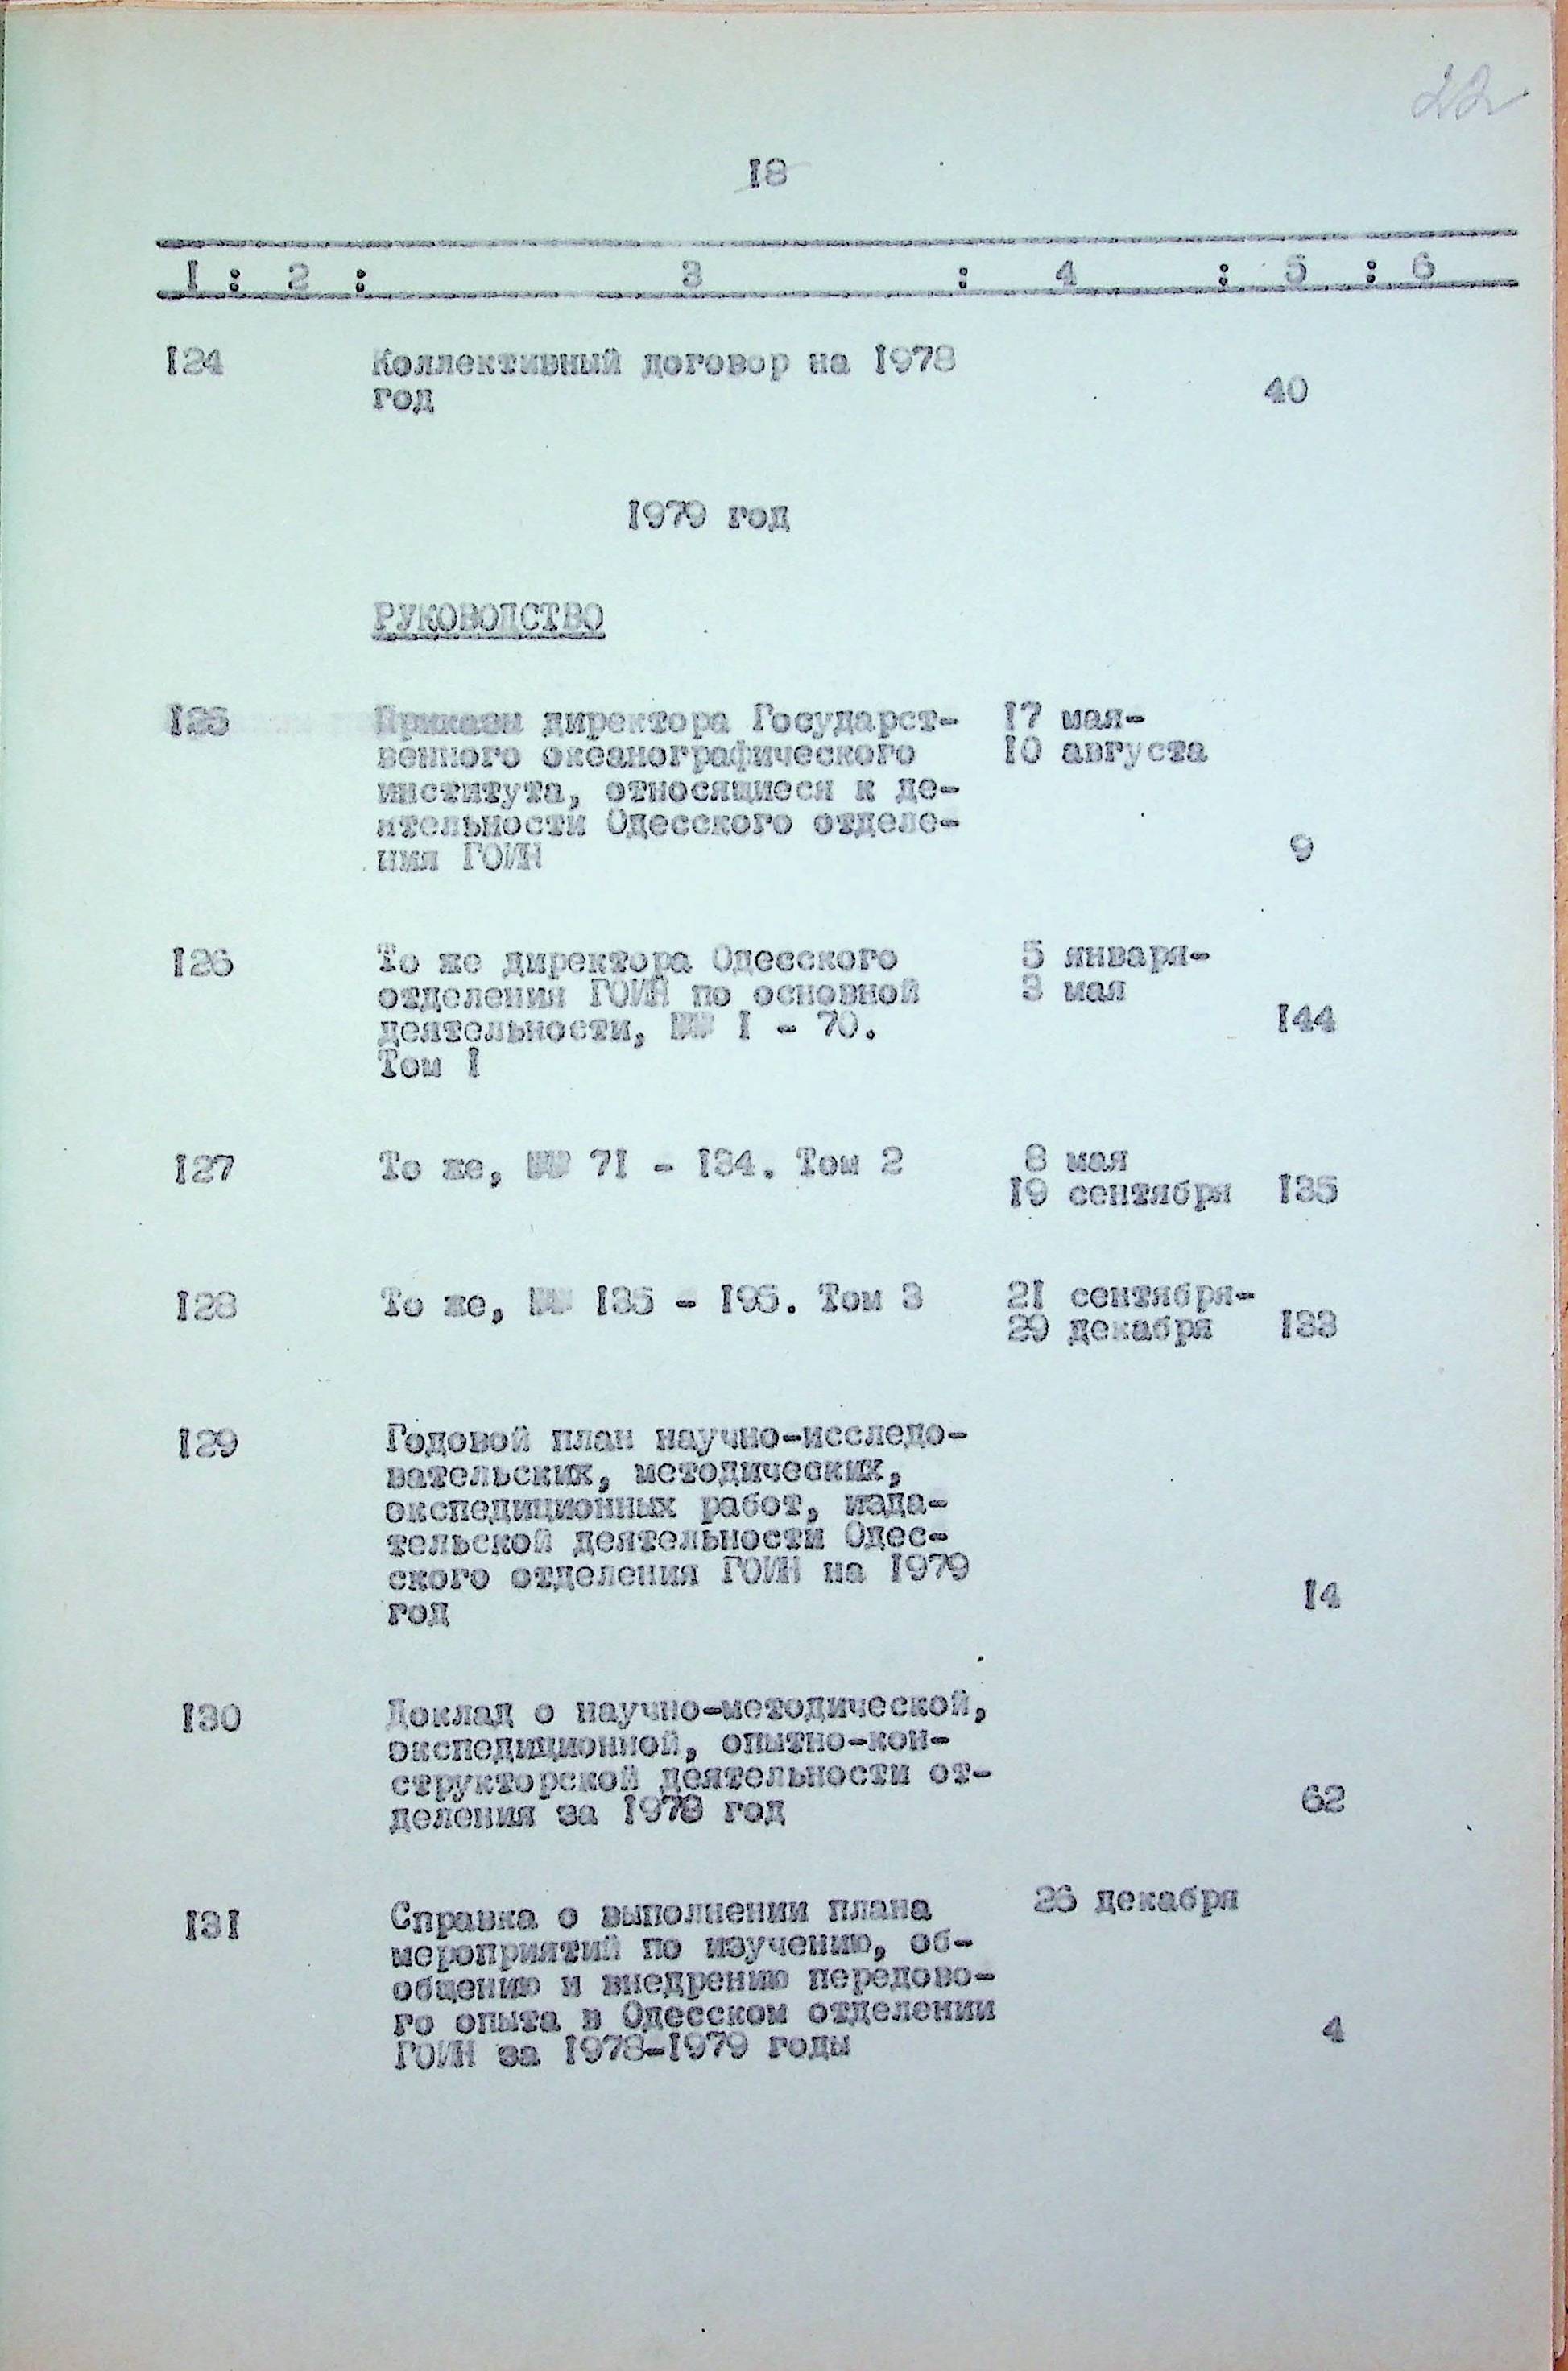 22
18
1 : 2 : 3 : 4 : 5 : 6
124 Коллективный договор на 1978
год 40
1979 год
РУКОВОДСТВО
125 Приказы директора Государст- 17 мая-
венного океанографического 10 августа
института, относящиеся к де-
ятельности Одесского отделе-
ния ГОИН 9
126 То же директора Одесского 5 января-
отделения ГОИН по основной 3 мая
деятельности, №№ 1 - 70. 144
Том 1
127 То же, №№ 71 - 134. Том 2 8 мая
19 сентября 135
128 То же, №№ 135 - 195. Том 3 21 сентября-
29 декабря 133
129 Годовой план научно-исследо-
вательских, методических,
экспедиционных работ, изда-
тельской деятельности Одес-
ского отделения ГОИН на 1979
год 14
130 Доклад о научно-методической,
экспедиционной, опытно-кон-
структорской деятельности от-
деления за 1979 год 62
131 Справка о выполнении плана 26 декабря
мероприятий по изучению, об-
общению и внедрению передово-
го опыта в Одесском отделении
ГОИН за 1978-1979 годы 4